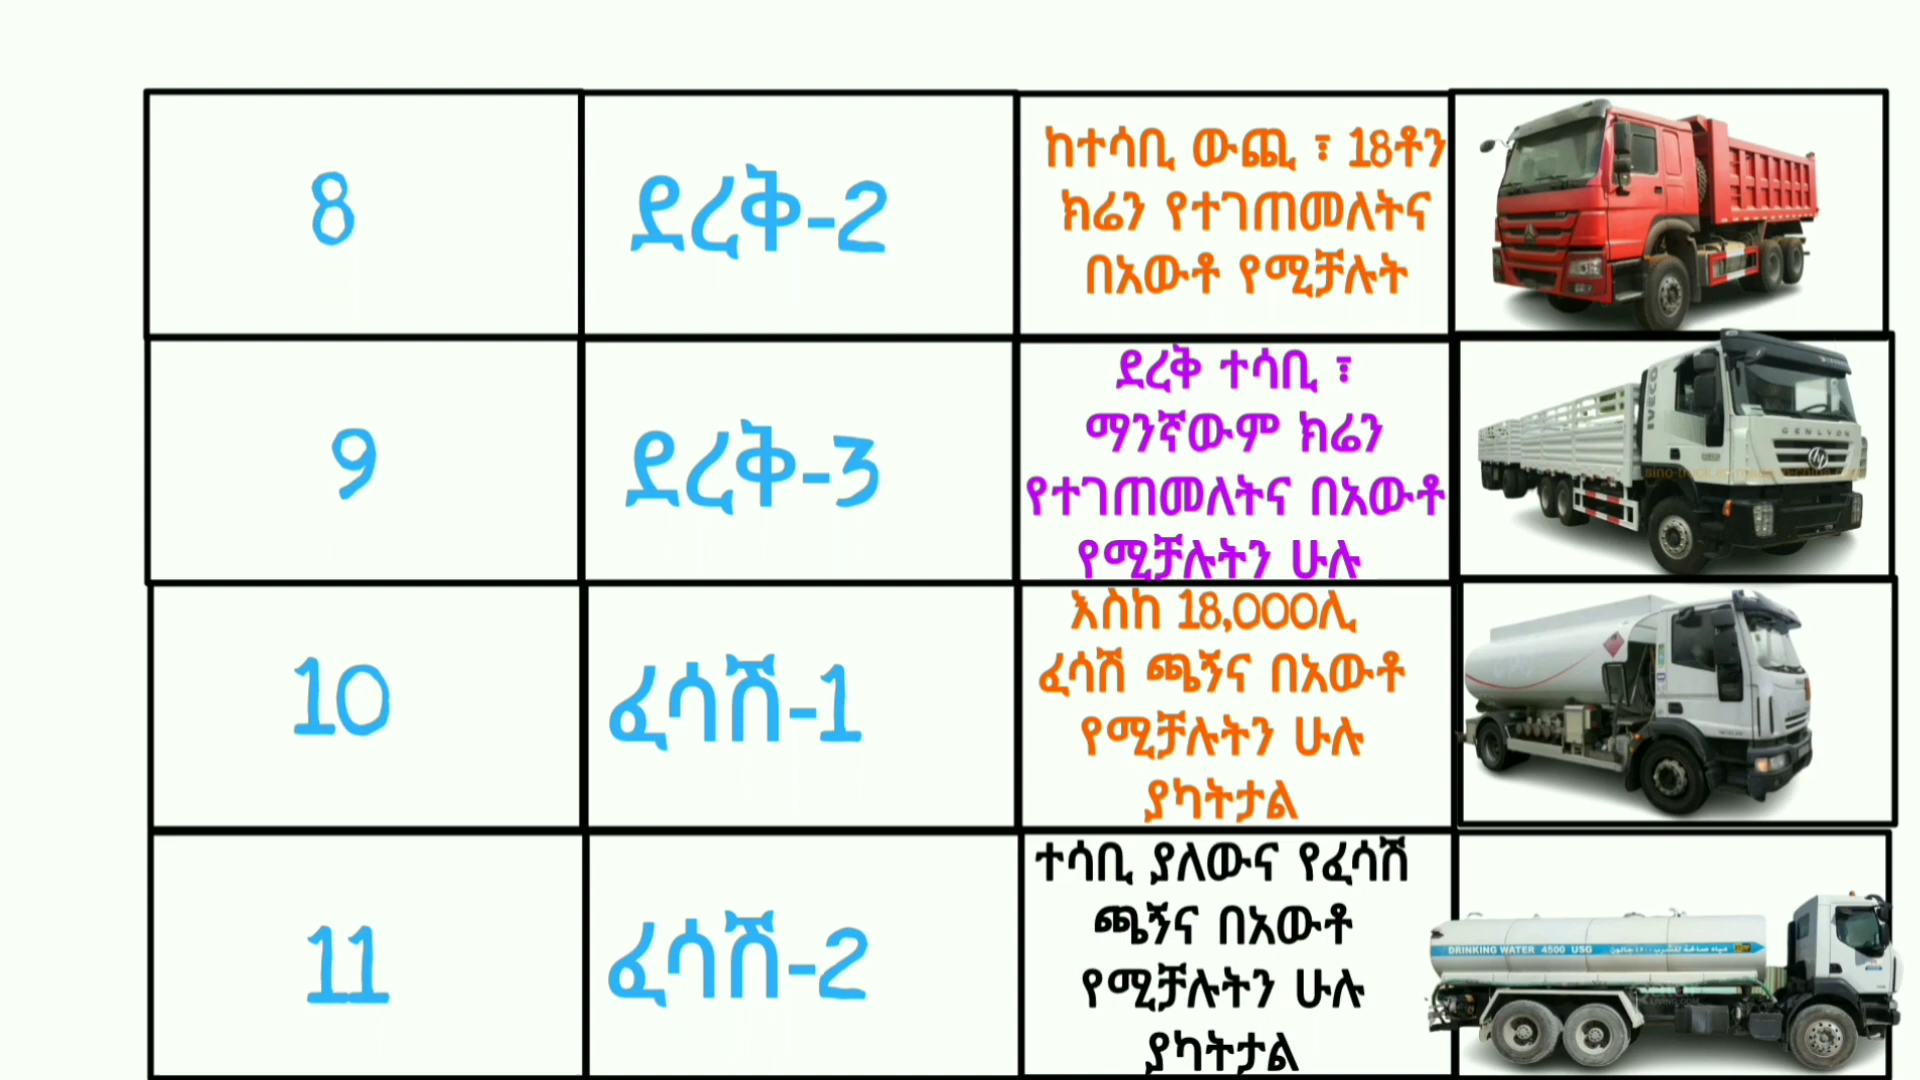 8
ደረቅ-2
ከተሳቢ ውጪ ፣ 18ቶን
ክሬን የተገጠመለትና
በአውቶ የሚቻሉት
9
ደረቅ-3
ደረቅ ተሳቢ ፣
ማንኛውም ክሬን
የተገጠመለትና በአውቶ
የሚቻሉትን ሁሉ
IVECO
GENLYON
10
ፈሳሽ-1
እስከ 18,000ሊ
ፈሳሽ ጫኝና በአውቶ
የሚቻሉትን ሁሉ
ያካትታል
11
ፈሳሽ-2
ተሳቢ ያለውና የፈሳሽ
ጫኝና በአውቶ
የሚቻሉትን ሁሉ
ያካትታል
DRINKING WATER 4500 USG